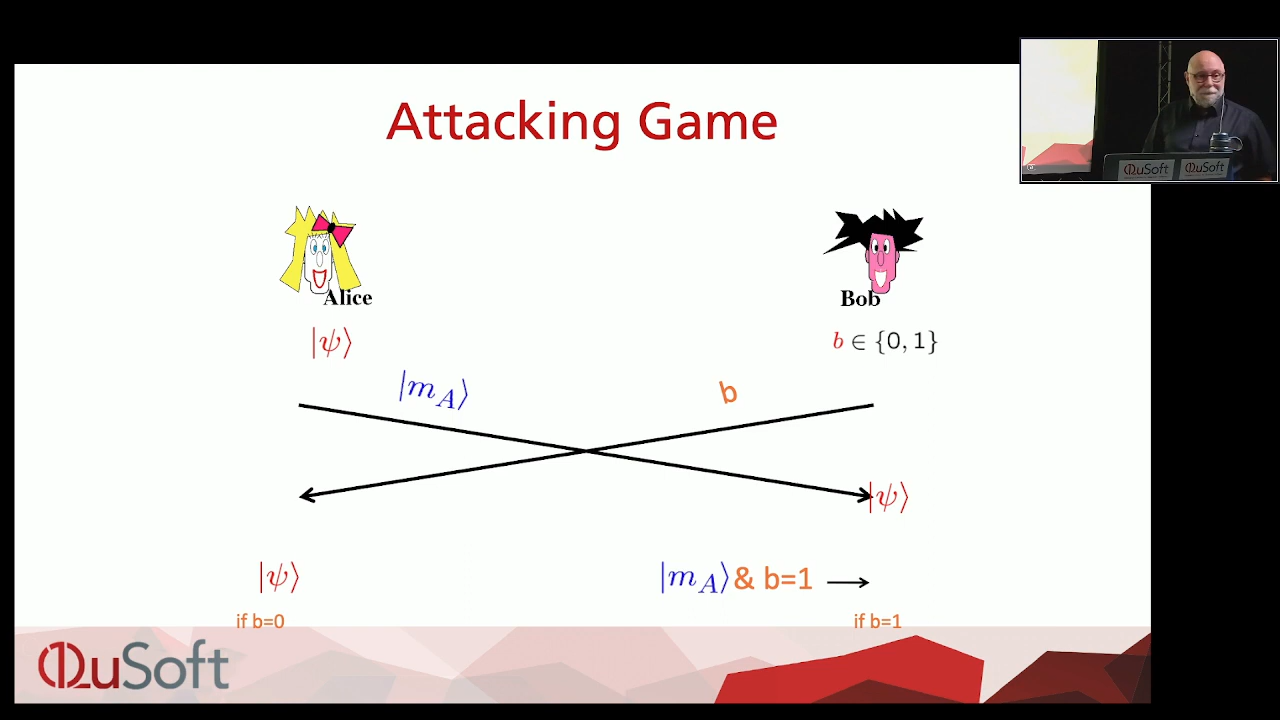 Attacking Game
Alice
Bob
|ψ⟩
b ∈ {0, 1}
|m_A⟩
b
|ψ⟩
|ψ⟩
|m_A⟩ & b=1 →
if b=0
if b=1
QuSoft
QuSoft
QuSoft